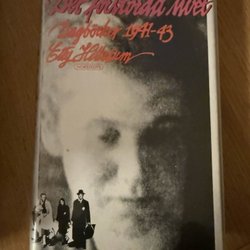 Det förstörda livet
Dagböcker 1941-43
Etty Hillesum